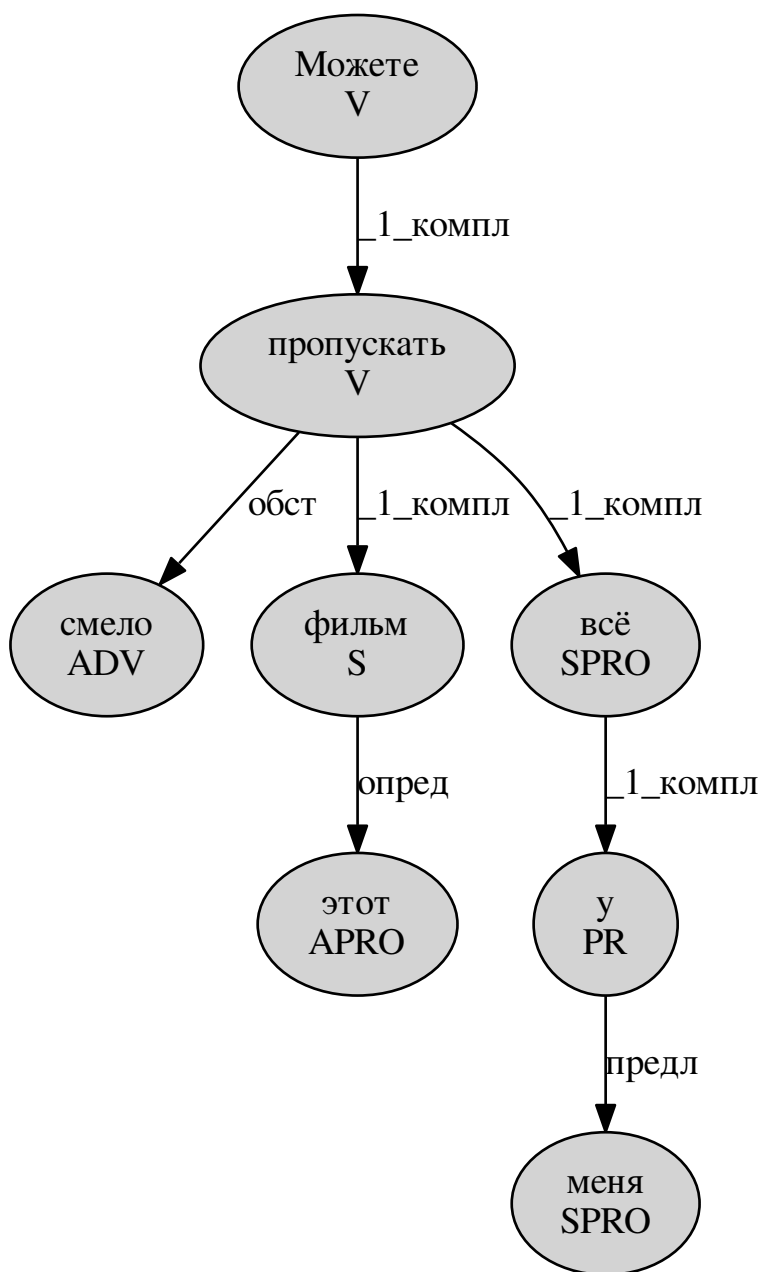 Можете
V
_1_компл
пропускать
V
обст
_1_компл
_1_компл
смело
ADV
фильм
S
всё
SPRO
опред
_1_компл
этот
APRO
у
PR
предл
меня
SPRO